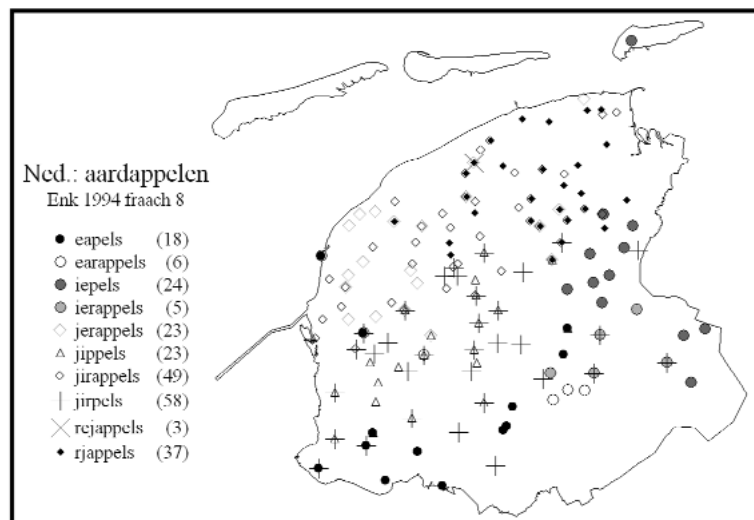 Ned.: aardappelen
Enk 1994 fraach 8
eapels (18)
earappels (6)
iepels (24)
ierappels (5)
jerappels (23)
jippels (23)
jirappels (49)
jirpels (58)
rejappels (3)
rjappels (37)